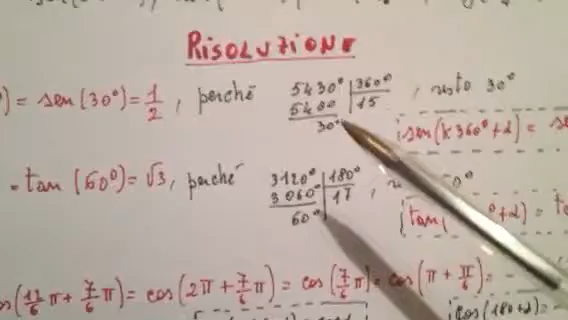 RISOLUZIONE
) = sen(30°) = 1/2 , perché 5430° | 360° , resto 30°
5400 | 15
30°
sen(k360°+α) =
= tan(60°) = √3, perché 3120° | 180° ,
3060° | 17
60°
tan( °+α) =
os(12/6 π + 7/6 π) = cos(2π + 7/6 π) = cos(7/6 π) = cos(π + π/6) =
cos(180+α) =